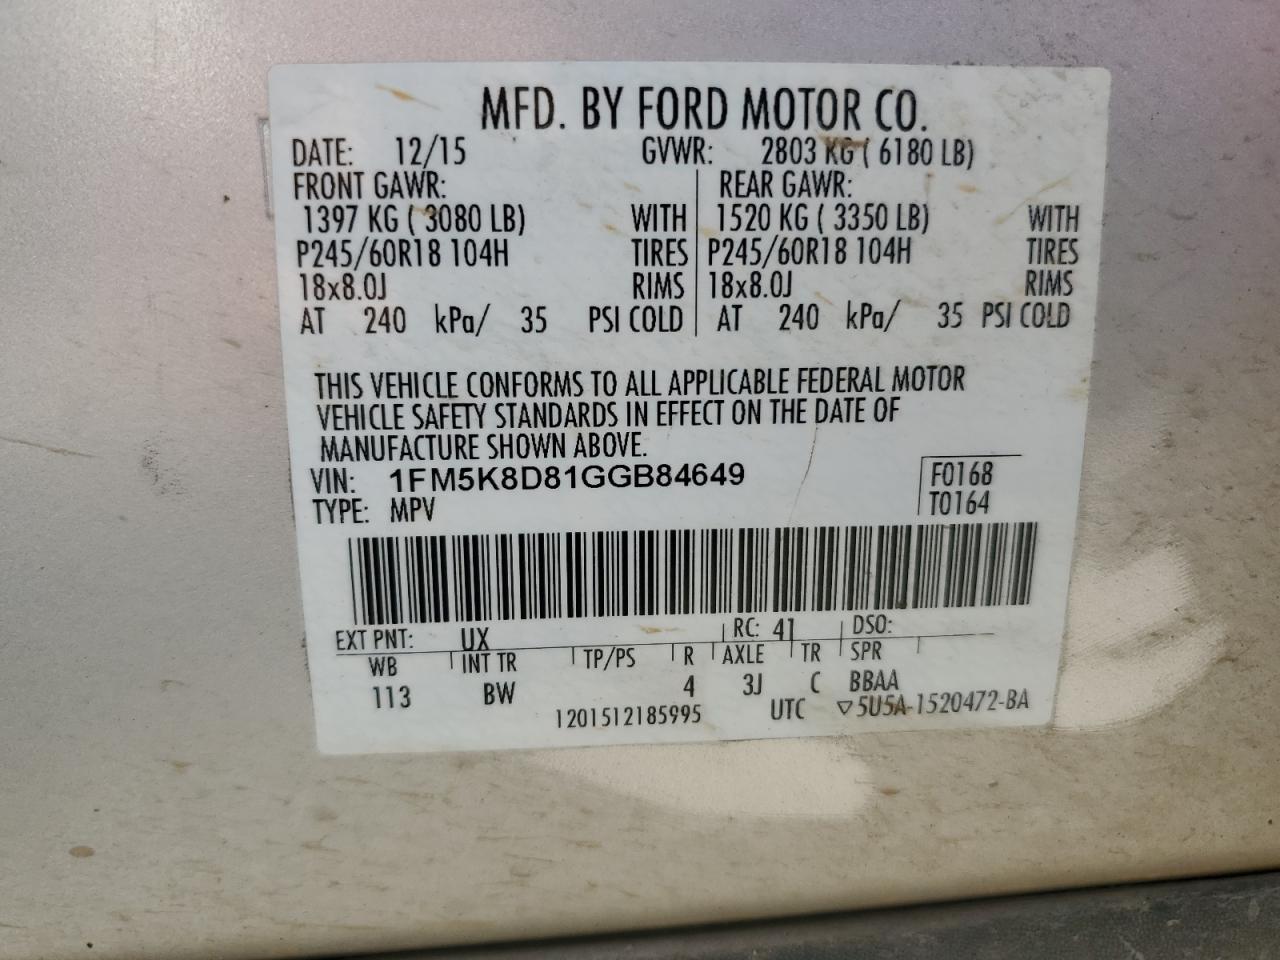 MFD. BY FORD MOTOR CO.
DATE: 12/15 GVWR: 2803 KG ( 6180 LB)
FRONT GAWR: REAR GAWR:
1397 KG ( 3080 LB) WITH 1520 KG ( 3350 LB) WITH
P245/60R18 104H TIRES P245/60R18 104H TIRES
18x8.0J RIMS 18x8.0J RIMS
AT 240 kPa/ 35 PSI COLD AT 240 kPa/ 35 PSI COLD
THIS VEHICLE CONFORMS TO ALL APPLICABLE FEDERAL MOTOR
VEHICLE SAFETY STANDARDS IN EFFECT ON THE DATE OF
MANUFACTURE SHOWN ABOVE.
VIN: 1FM5K8D81GGB84649 F0168
TYPE: MPV T0164
EXT PNT: UX RC: 41 DSO:
WB INT TR TP/PS R AXLE TR SPR
113 BW 4 3J C BBAA
1201512185995 UTC ▽5U5A-1520472-BA